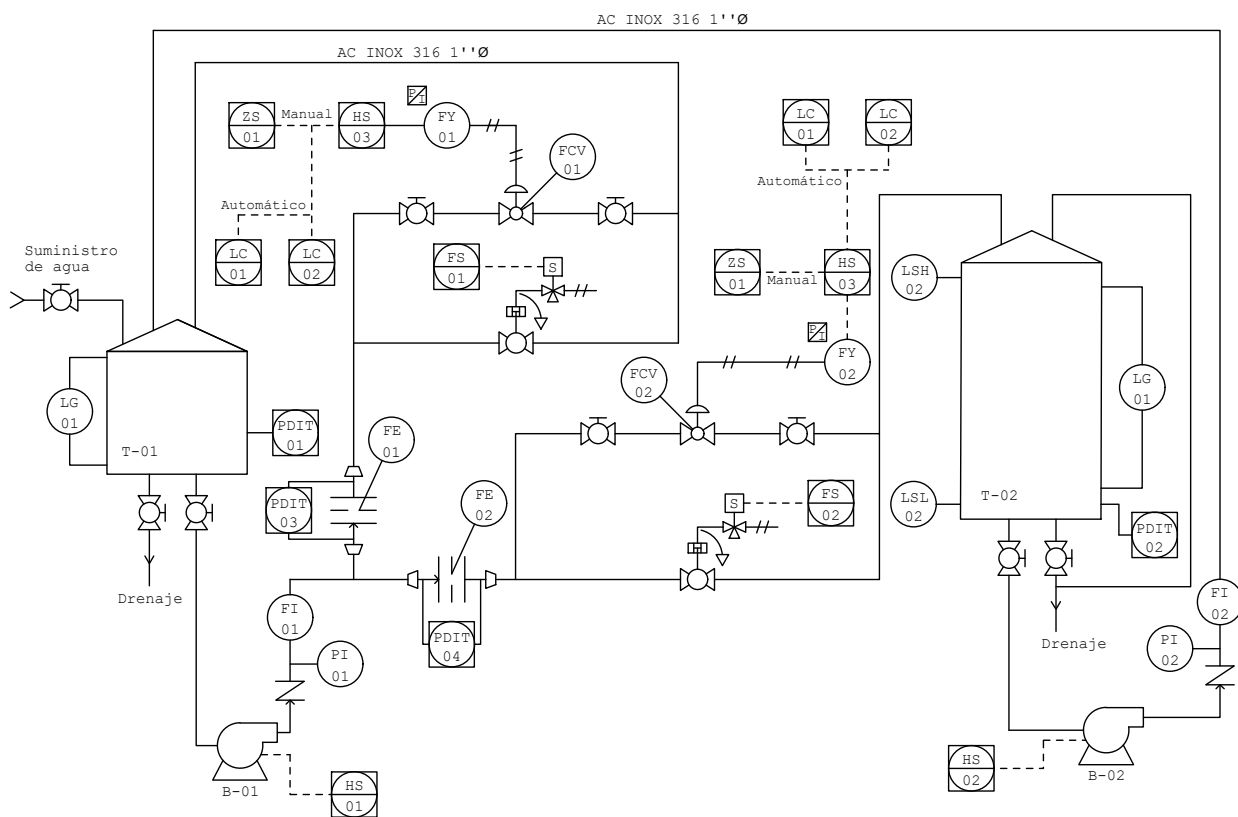 AC INOX 316 1''Ø
AC INOX 316 1''Ø
ZS
01
Manual
HS
03
P/I
FY
01
FCV
01
LC
01
LC
02
Automático
Automático
LC
01
LC
02
FS
01
S
ZS
01
Manual
HS
03
LSH
02
Suministro
de agua
P/I
FY
02
FCV
02
LG
01
LG
01
T-01
PDIT
01
FE
01
PDIT
03
FE
02
S
FS
02
LSL
02
T-02
PDIT
02
Drenaje
FI
01
PDIT
04
FI
02
Drenaje
PI
01
PI
02
B-01
HS
01
HS
02
B-02